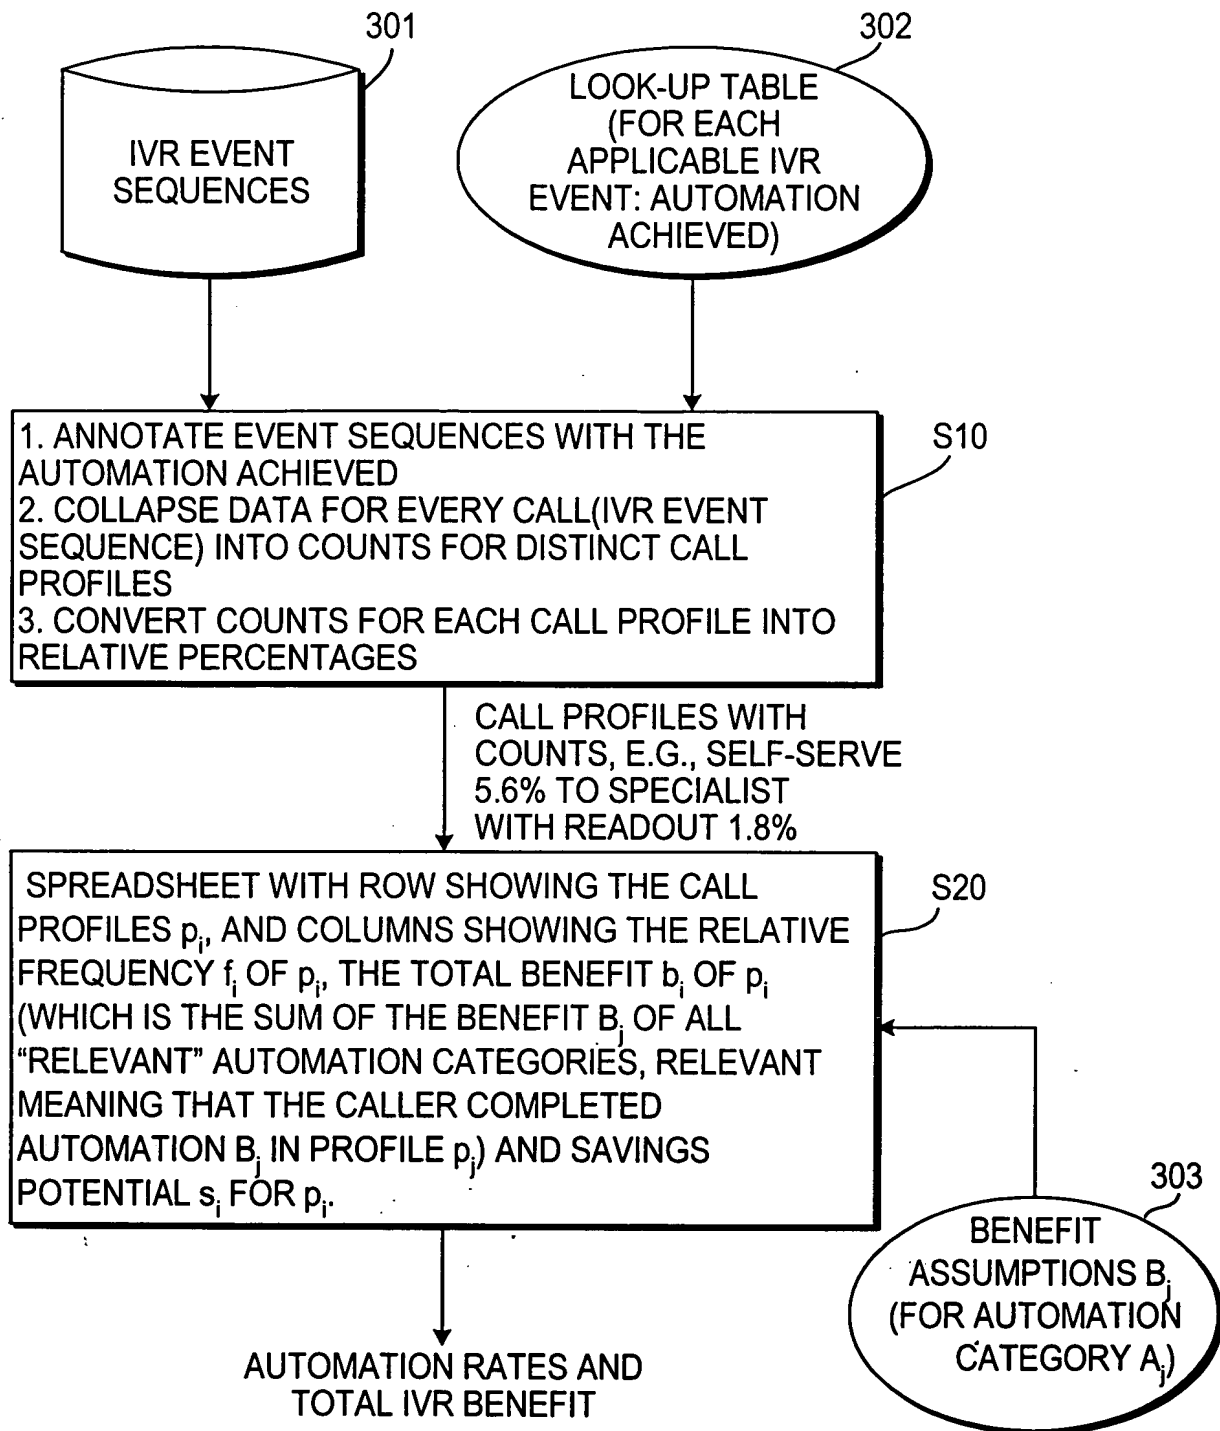 301
302
IVR EVENT
SEQUENCES
LOOK-UP TABLE
(FOR EACH
APPLICABLE IVR
EVENT: AUTOMATION
ACHIEVED)
S10
1. ANNOTATE EVENT SEQUENCES WITH THE
AUTOMATION ACHIEVED
2. COLLAPSE DATA FOR EVERY CALL(IVR EVENT
SEQUENCE) INTO COUNTS FOR DISTINCT CALL
PROFILES
3. CONVERT COUNTS FOR EACH CALL PROFILE INTO
RELATIVE PERCENTAGES
CALL PROFILES WITH
COUNTS, E.G., SELF-SERVE
5.6% TO SPECIALIST
WITH READOUT 1.8%
S20
SPREADSHEET WITH ROW SHOWING THE CALL
PROFILES pi, AND COLUMNS SHOWING THE RELATIVE
FREQUENCY fi OF pi, THE TOTAL BENEFIT bi OF pi
(WHICH IS THE SUM OF THE BENEFIT Bj OF ALL
“RELEVANT” AUTOMATION CATEGORIES, RELEVANT
MEANING THAT THE CALLER COMPLETED
AUTOMATION Bj IN PROFILE pj) AND SAVINGS
POTENTIAL si FOR pi.
303
BENEFIT
ASSUMPTIONS Bj
(FOR AUTOMATION
CATEGORY Aj)
AUTOMATION RATES AND
TOTAL IVR BENEFIT